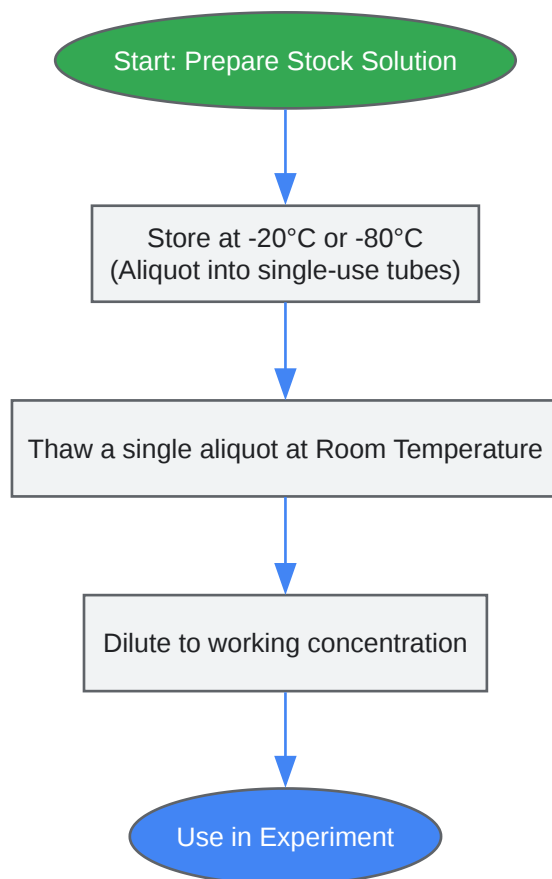 Start: Prepare Stock Solution
Store at -20°C or -80°C
(Aliquot into single-use tubes)
Thaw a single aliquot at Room Temperature
Dilute to working concentration
Use in Experiment